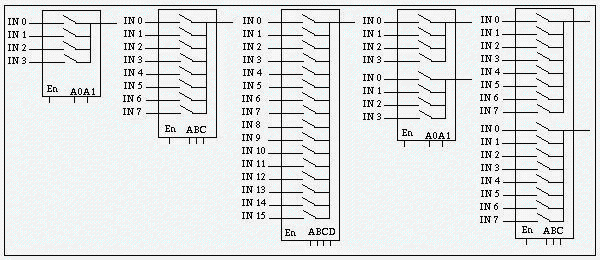 IN 0
IN 1
IN 2
IN 3
En A0A1
IN 0
IN 1
IN 2
IN 3
IN 4
IN 5
IN 6
IN 7
En ABC
IN 0
IN 1
IN 2
IN 3
IN 4
IN 5
IN 6
IN 7
IN 8
IN 9
IN 10
IN 11
IN 12
IN 13
IN 14
IN 15
En ABCD
IN 0
IN 1
IN 2
IN 3
IN 0
IN 1
IN 2
IN 3
En A0A1
IN 0
IN 1
IN 2
IN 3
IN 4
IN 5
IN 6
IN 7
IN 0
IN 1
IN 2
IN 3
IN 4
IN 5
IN 6
IN 7
En ABC